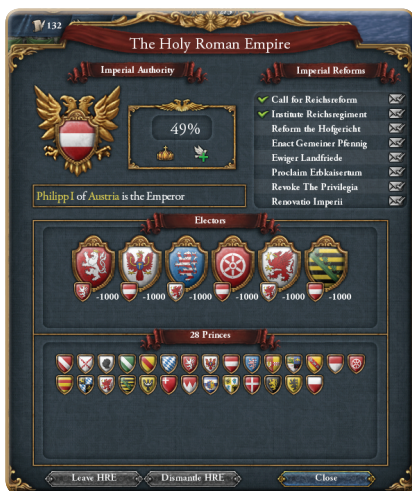 132
The Holy Roman Empire
Imperial Authority
Imperial Reforms
49%
Call for Reichsreform
Institute Reichsregiment
Reform the Hofgericht
Enact Gemeiner Pfennig
Ewiger Landfriede
Proclaim Erbkaisertum
Revoke The Privilegia
Renovatio Imperii
Philipp I of Austria is the Emperor
Electors
-1000 -1000 -1000 -1000 -1000 -1000
28 Princes
Leave HRE Dismantle HRE Close